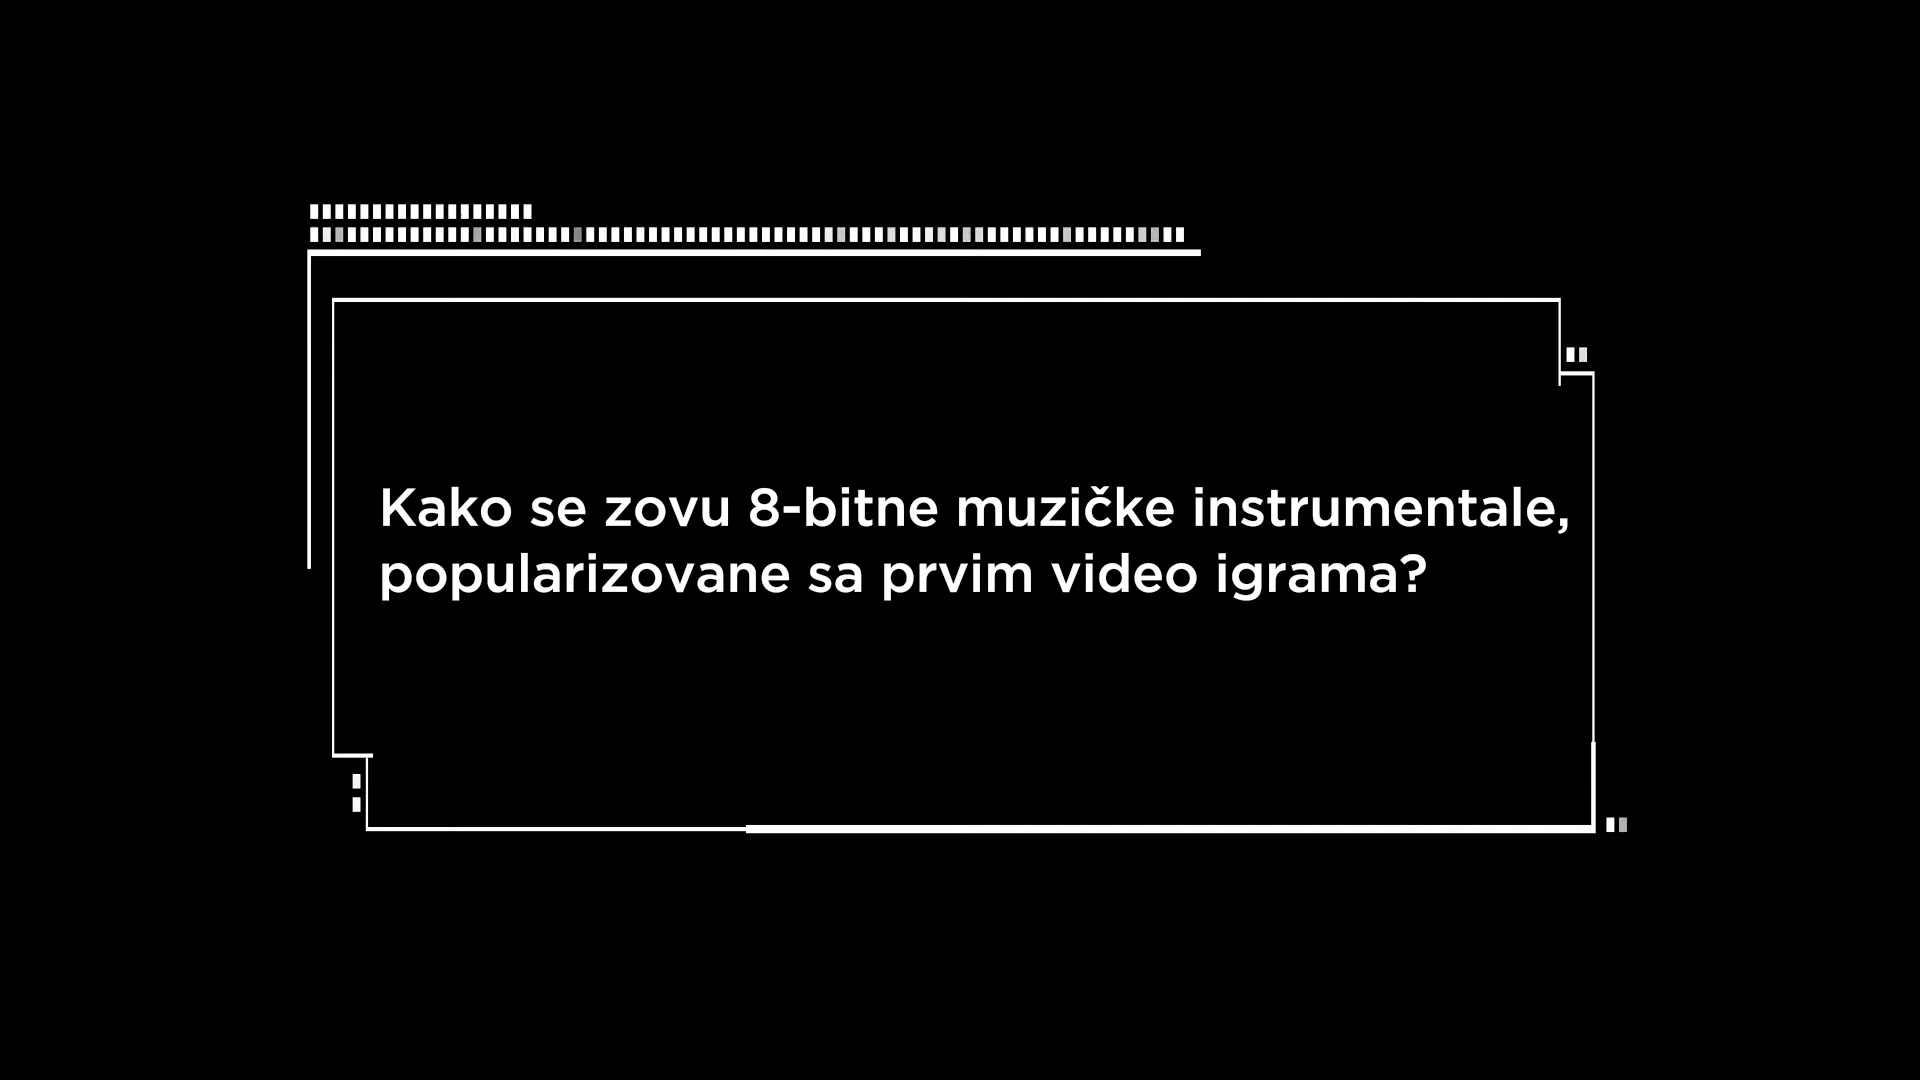 Kako se zovu 8-bitne muzičke instrumentale,
popularizovane sa prvim video igrama?